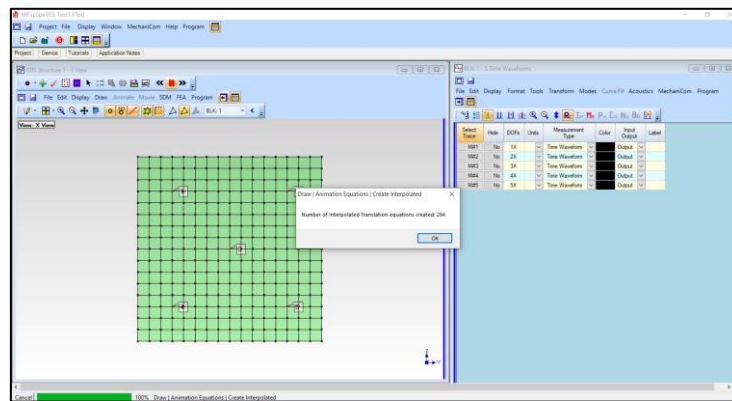 MEscopeVES Test3.VTprj
Project File Display Window MechaniCom Help Program
Project Demos Tutorials Application Notes
STR: Structure 1 - X View
File Edit Display Draw Animate Movie SDM FEA Program
BLK: 1
View: X View
BLK: 1 - 5 Time Waveforms
File Edit Display Format Tools Transform Modes Curve Fit Acoustics MechaniCom Program
Select Trace Hide DOFs Units Measurement Type Color Input Output Label
M#1 No 1X Time Waveform Output
M#2 No 2X Time Waveform Output
M#3 No 3X Time Waveform Output
M#4 No 4X Time Waveform Output
M#5 No 5X Time Waveform Output
Draw | Animation Equations | Create Interpolated
Number of Interpolated Translation equations created: 284
OK
Cancel 100% Draw | Animation Equations | Create Interpolated